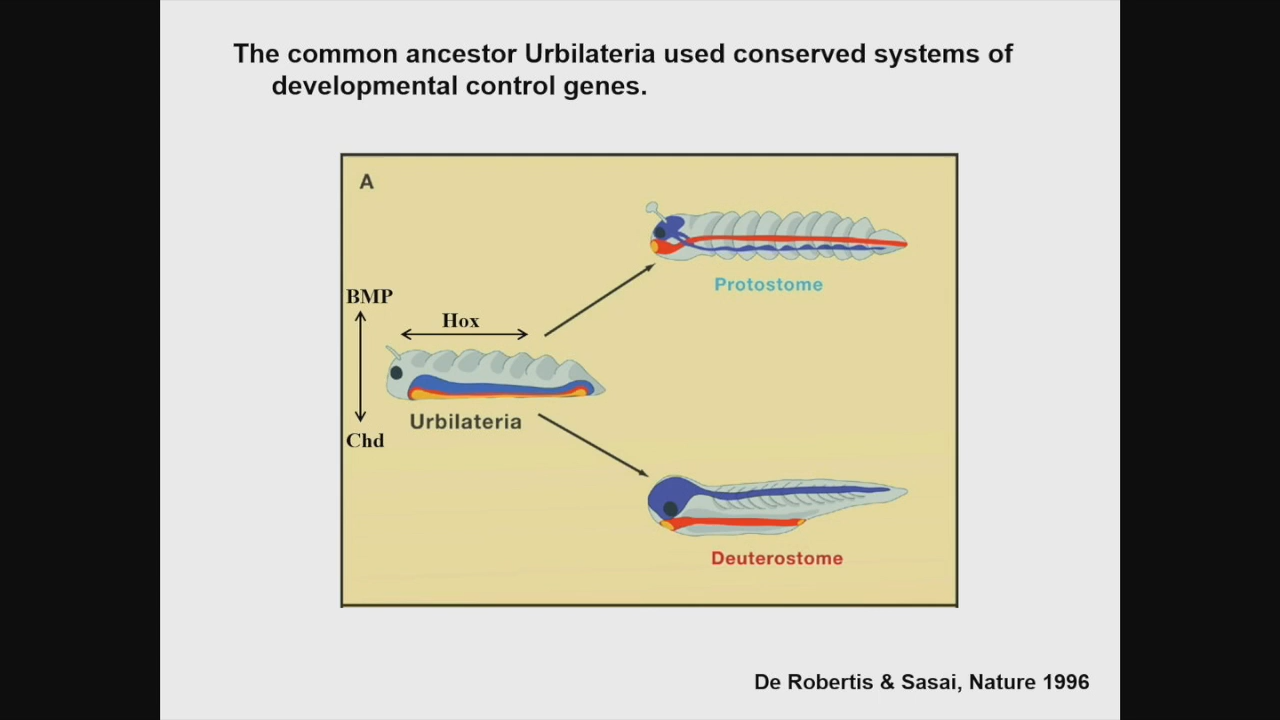 The common ancestor Urbilateria used conserved systems of
developmental control genes.
A
Protostome
BMP
Hox
Urbilateria
Chd
Deuterostome
De Robertis & Sasai, Nature 1996